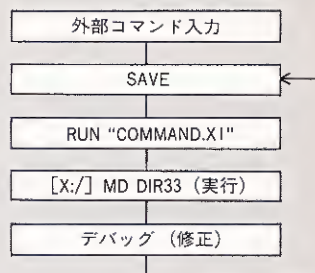 外部コマンド入力
SAVE
RUN "COMMAND.X1"
[X:/] MD DIR33 (実行)
デバッグ (修正)